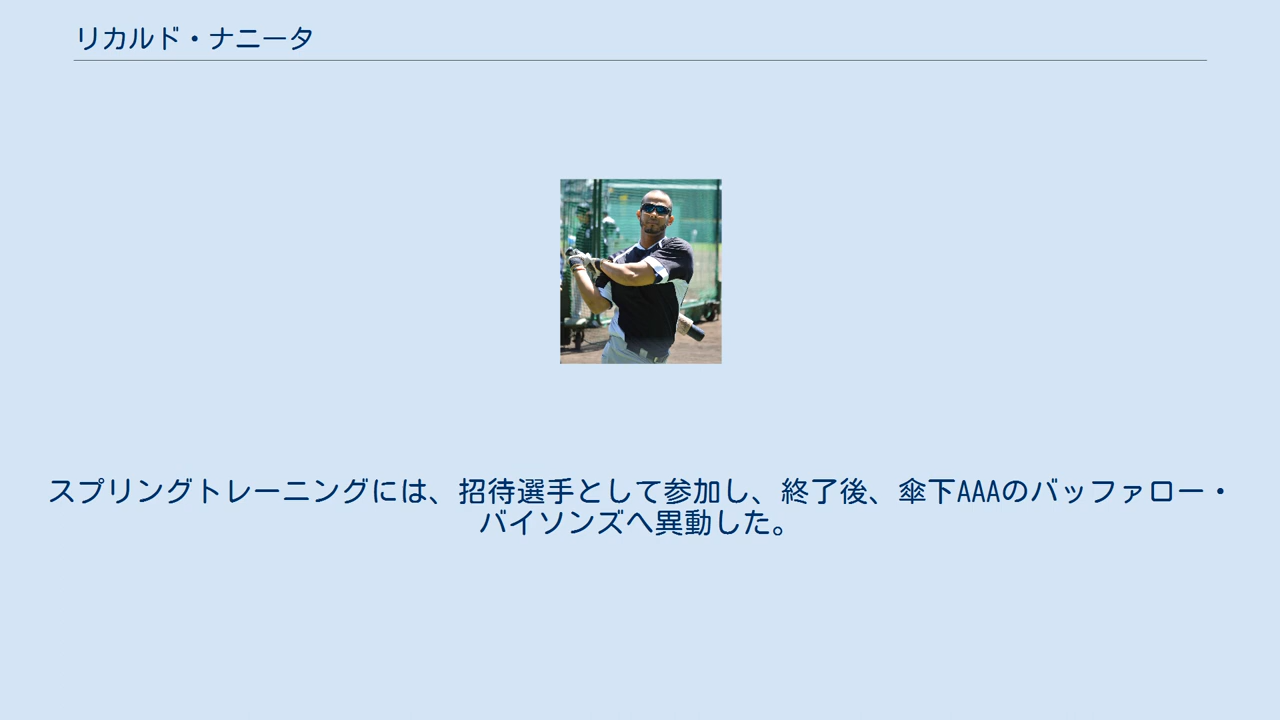 リカルド・ナニータ
スプリングトレーニングには、招待選手として参加し、終了後、傘下AAAのバッファロー・
バイソンズへ異動した。